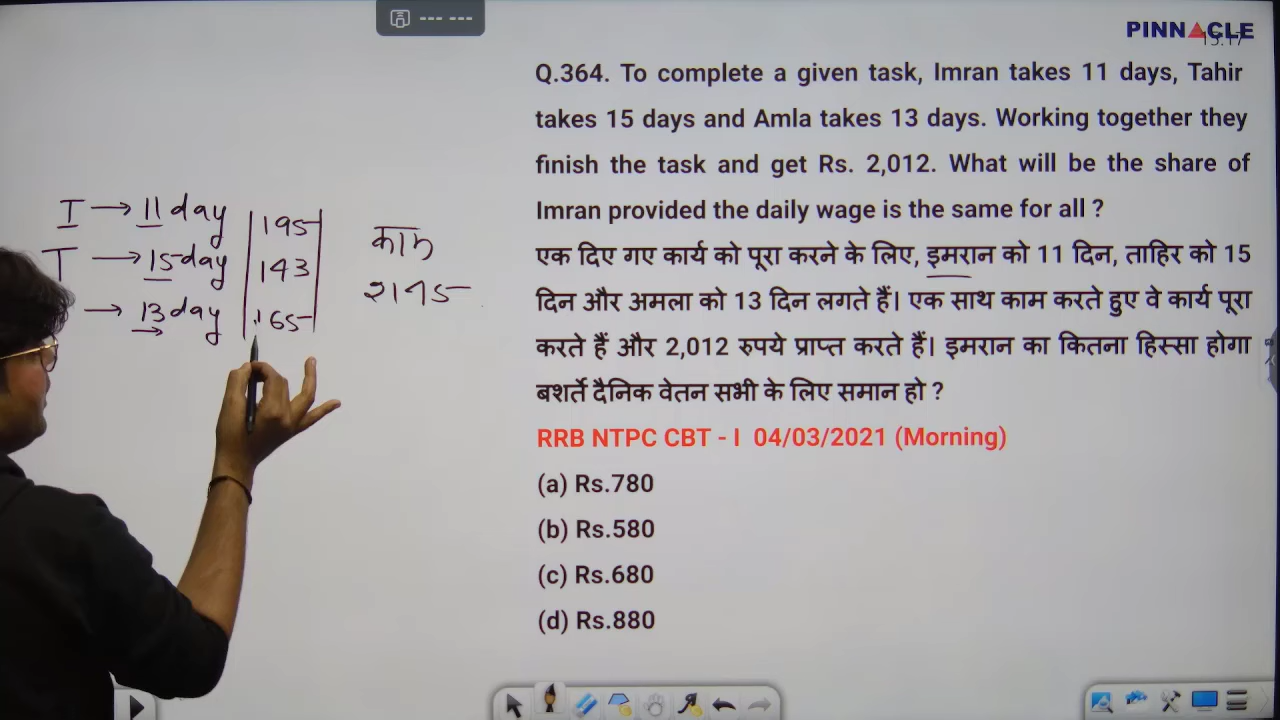 PINNACLE
Q.364. To complete a given task, Imran takes 11 days, Tahir
takes 15 days and Amla takes 13 days. Working together they
finish the task and get Rs. 2,012. What will be the share of
Imran provided the daily wage is the same for all ?
एक दिए गए कार्य को पूरा करने के लिए, इमरान को 11 दिन, ताहिर को 15
दिन और अमला को 13 दिन लगते हैं। एक साथ काम करते हुए वे कार्य पूरा
करते हैं और 2,012 रुपये प्राप्त करते हैं। इमरान का कितना हिस्सा होगा
बशर्ते दैनिक वेतन सभी के लिए समान हो ?
RRB NTPC CBT - I 04/03/2021 (Morning)
(a) Rs.780
(b) Rs.580
(c) Rs.680
(d) Rs.880
I → 11 day 195
T → 15 day 143
→ 13 day 165
काम